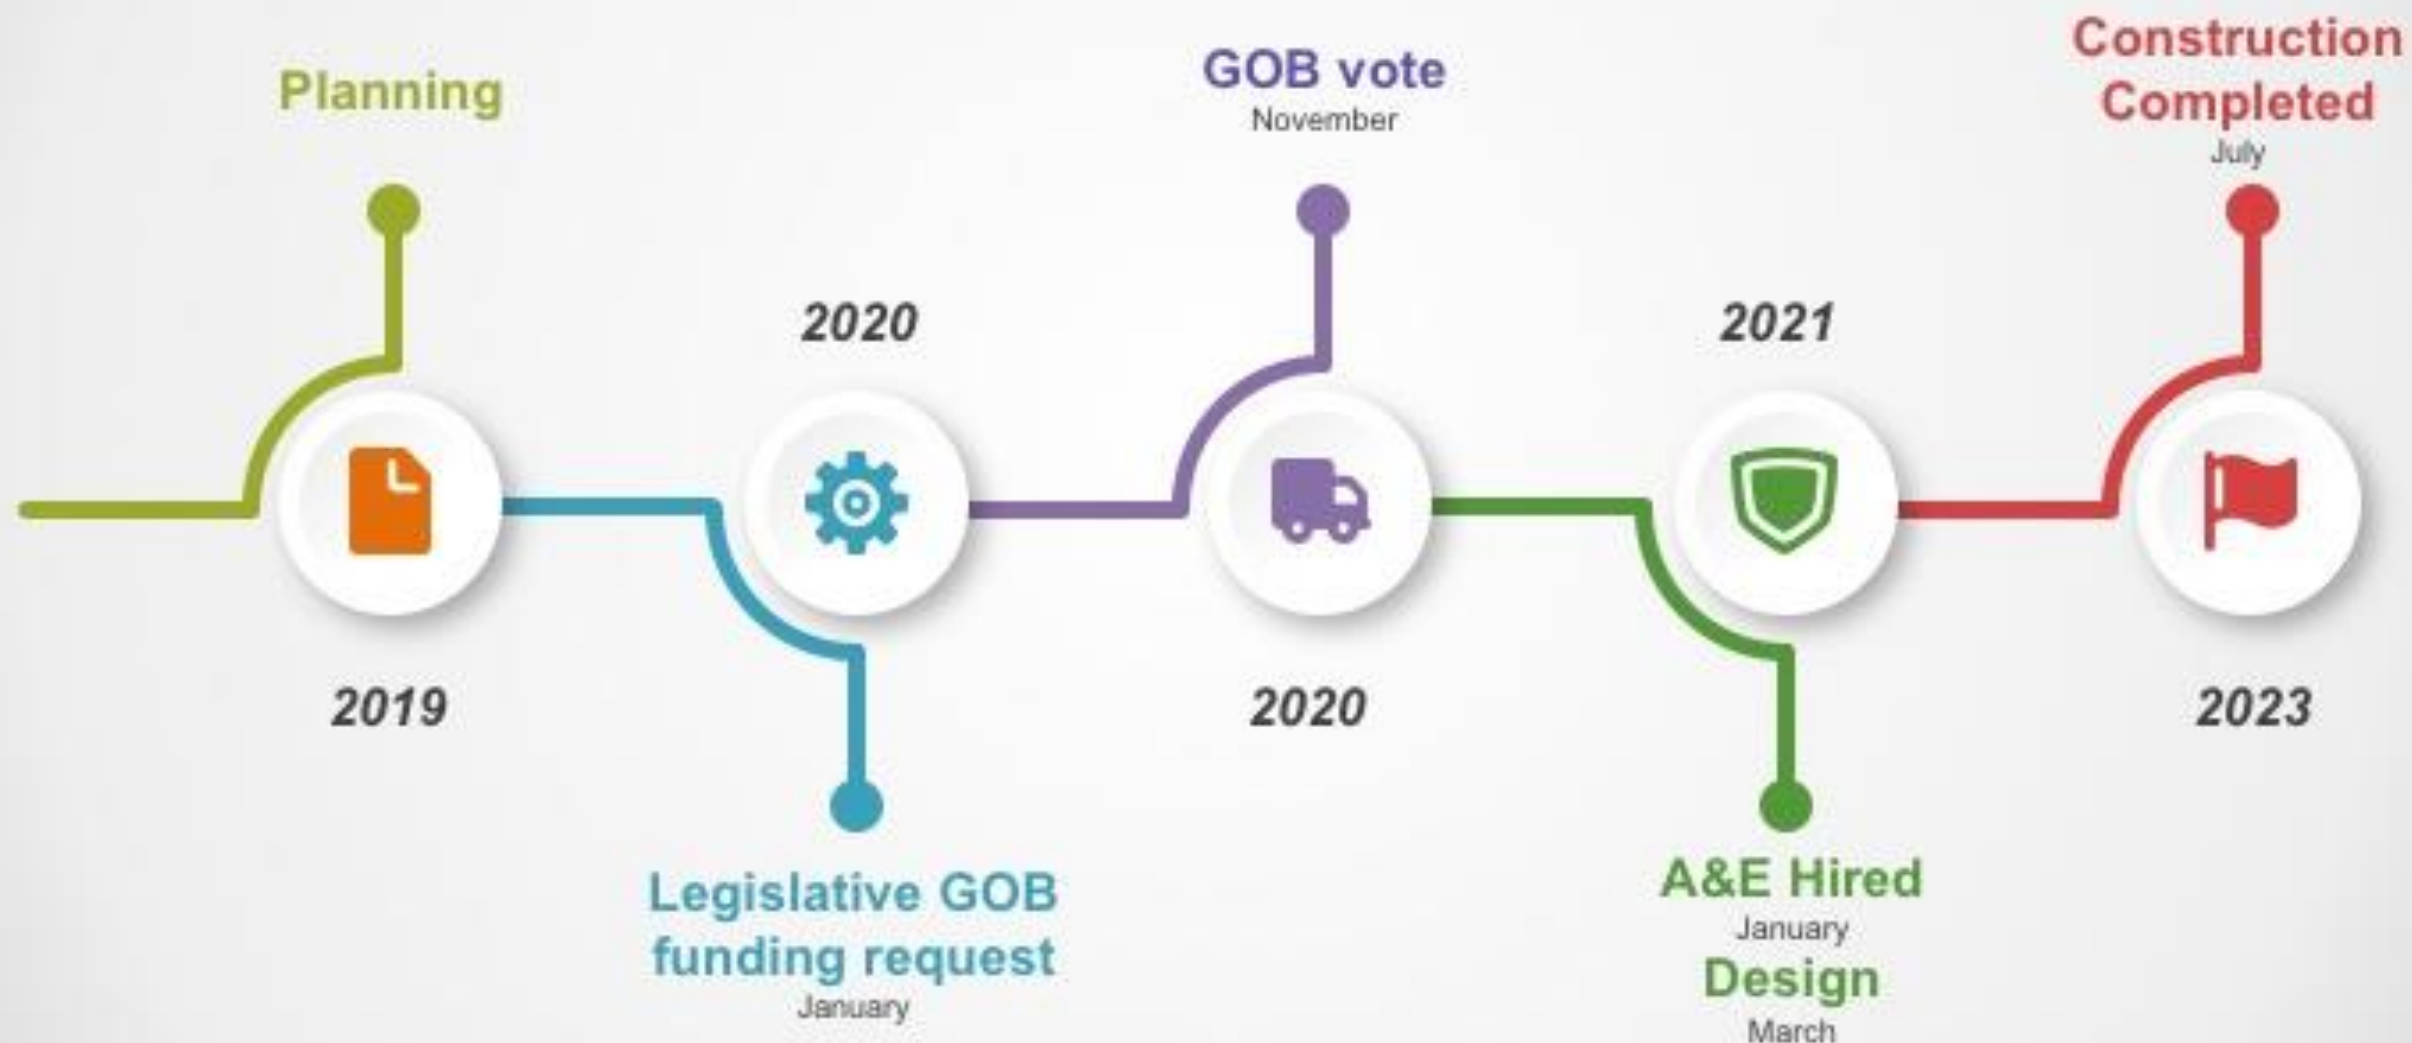 Planning
2019
2020
Legislative GOB
funding request
January
GOB vote
November
2020
2021
A&E Hired
January
Design
March
Construction
Completed
July
2023